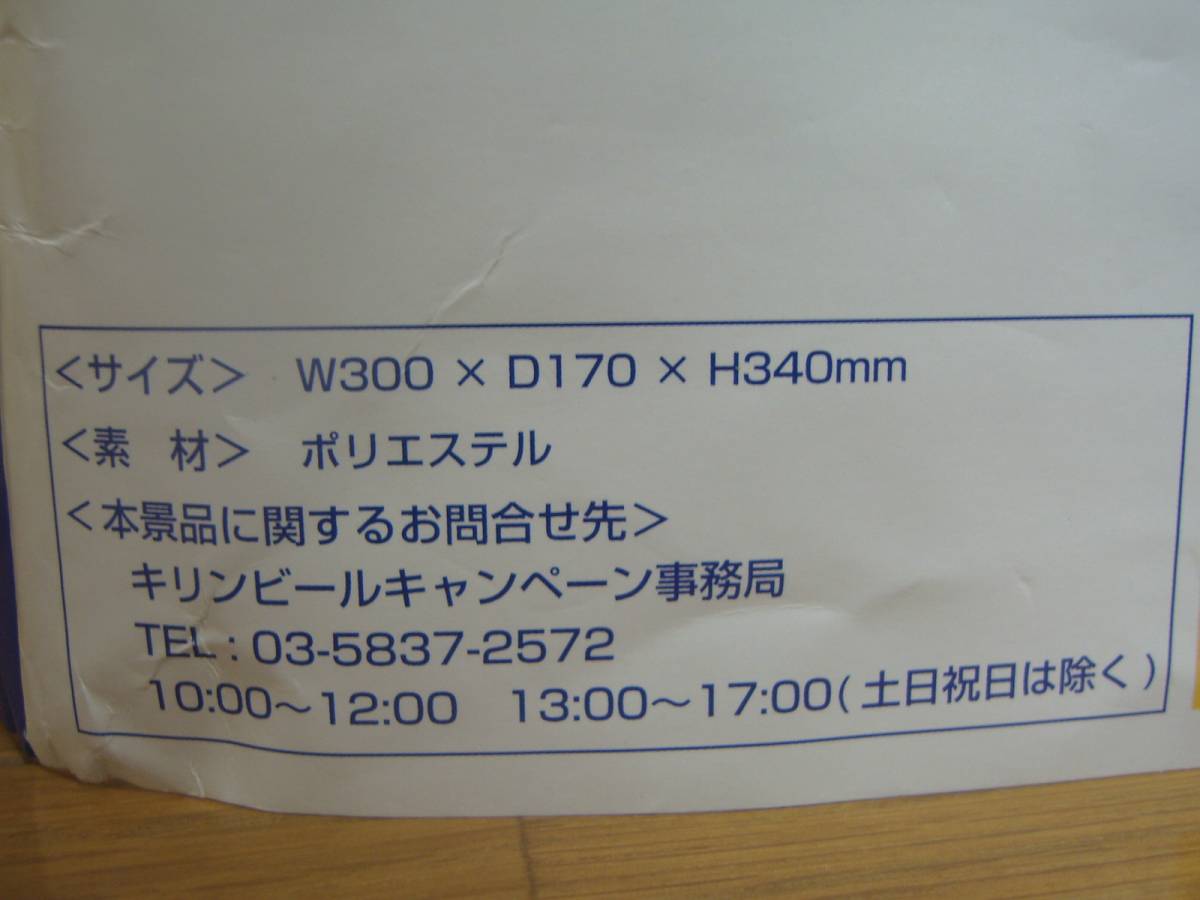 <サイズ> W300 × D170 × H340mm
<素 材> ポリエステル
<本景品に関するお問合せ先>
キリンビールキャンペーン事務局
TEL : 03-5837-2572
10:00～12:00 13:00～17:00( 土日祝日は除く )